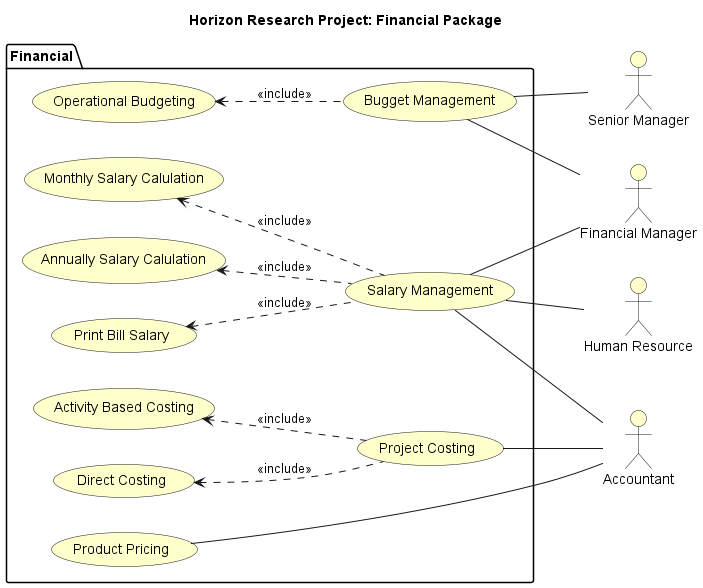 Horizon Research Project: Financial Package
Financial
Operational Budgeting
«include»
Bugget Management
Senior Manager
Monthly Salary Calulation
«include»
Financial Manager
Annually Salary Calulation
«include»
Salary Management
Print Bill Salary
«include»
Human Resource
Activity Based Costing
«include»
Project Costing
Direct Costing
«include»
Accountant
Product Pricing